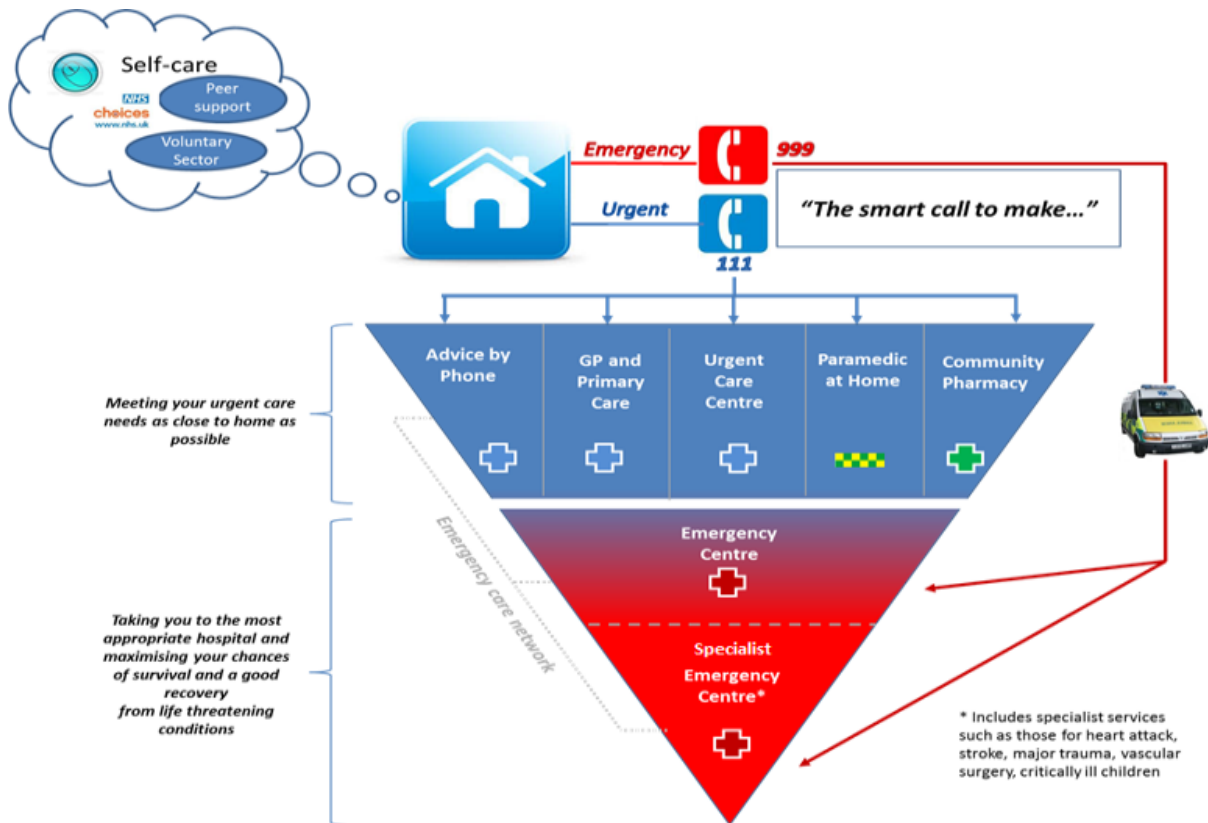 Self-care
Peer
support
NHS
choices
www.nhs.uk
Voluntary
Sector
Emergency
999
Urgent
111
"The smart call to make..."
Advice by
Phone
GP and
Primary
Care
Urgent
Care
Centre
Paramedic
at Home
Community
Pharmacy
Meeting your urgent care
needs as close to home as
possible
Emergency care network
Emergency
Centre
Taking you to the most
appropriate hospital and
maximising your chances
of survival and a good
recovery
from life threatening
conditions
Specialist
Emergency
Centre*
* Includes specialist services
such as those for heart attack,
stroke, major trauma, vascular
surgery, critically ill children